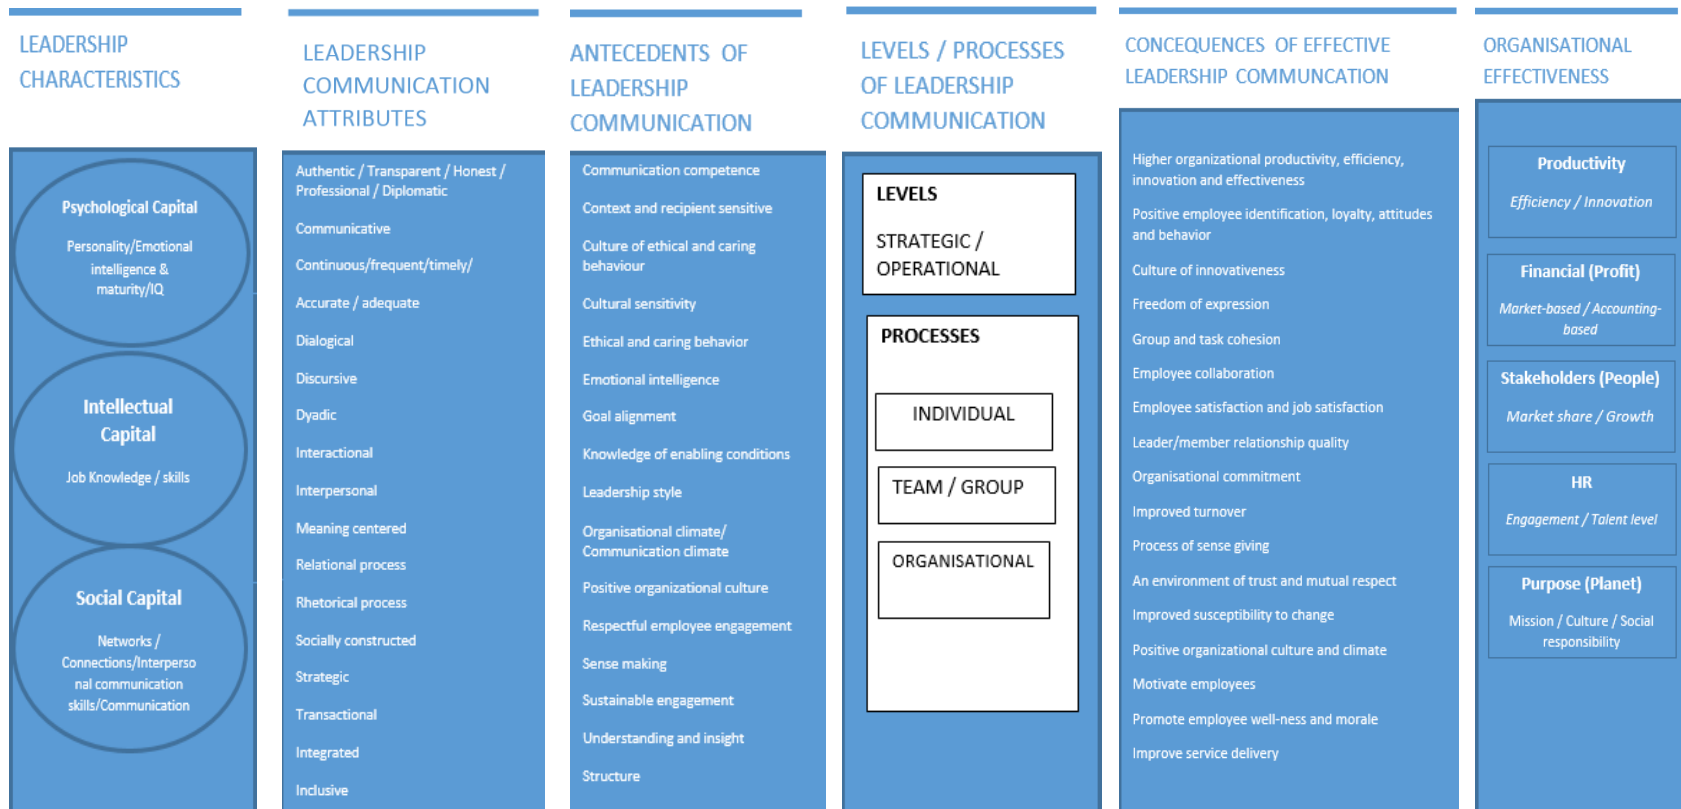 LEADERSHIP
CHARACTERISTICS
Psychological Capital
Personality/Emotional
intelligence &
maturity/IQ
Intellectual
Capital
Job Knowledge / skills
Social Capital
Networks /
Connections/Interperso
nal communication
skills/Communication
LEADERSHIP
COMMUNICATION
ATTRIBUTES
Authentic / Transparent / Honest /
Professional / Diplomatic
Communicative
Continuous/frequent/timely/
Accurate / adequate
Dialogical
Discursive
Dyadic
Interactional
Interpersonal
Meaning centered
Relational process
Rhetorical process
Socially constructed
Strategic
Transactional
Integrated
Inclusive
ANTECEDENTS OF
LEADERSHIP
COMMUNICATION
Communication competence
Context and recipient sensitive
Culture of ethical and caring
behaviour
Cultural sensitivity
Ethical and caring behavior
Emotional intelligence
Goal alignment
Knowledge of enabling conditions
Leadership style
Organisational climate/
Communication climate
Positive organizational culture
Respectful employee engagement
Sense making
Sustainable engagement
Understanding and insight
Structure
LEVELS / PROCESSES
OF LEADERSHIP
COMMUNICATION
LEVELS
STRATEGIC /
OPERATIONAL
PROCESSES
INDIVIDUAL
TEAM / GROUP
ORGANISATIONAL
CONCEQUENCES OF EFFECTIVE
LEADERSHIP COMMUNCATION
Higher organizational productivity, efficiency,
innovation and effectiveness
Positive employee identification, loyalty, attitudes
and behavior
Culture of innovativeness
Freedom of expression
Group and task cohesion
Employee collaboration
Employee satisfaction and job satisfaction
Leader/member relationship quality
Organisational commitment
Improved turnover
Process of sense giving
An environment of trust and mutual respect
Improved susceptibility to change
Positive organizational culture and climate
Motivate employees
Promote employee well-ness and morale
Improve service delivery
ORGANISATIONAL
EFFECTIVENESS
Productivity
Efficiency / Innovation
Financial (Profit)
Market-based / Accounting-
based
Stakeholders (People)
Market share / Growth
HR
Engagement / Talent level
Purpose (Planet)
Mission / Culture / Social
responsibility